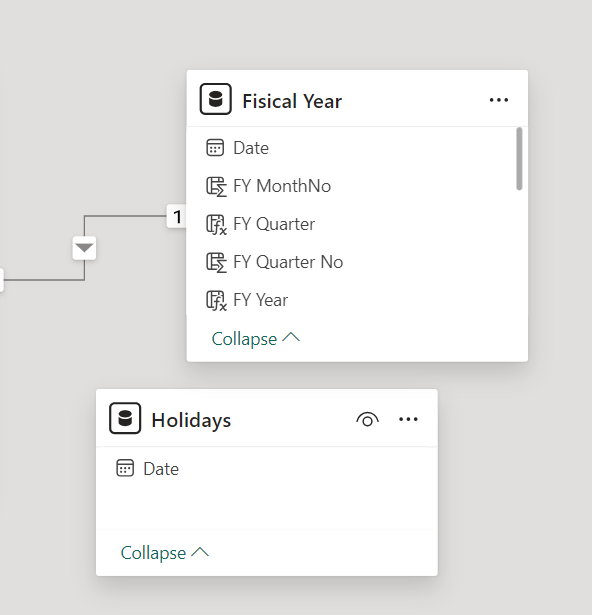 Fisical Year
Date
FY MonthNo
1
FY Quarter
FY Quarter No
FY Year
Collapse
Holidays
Date
Collapse